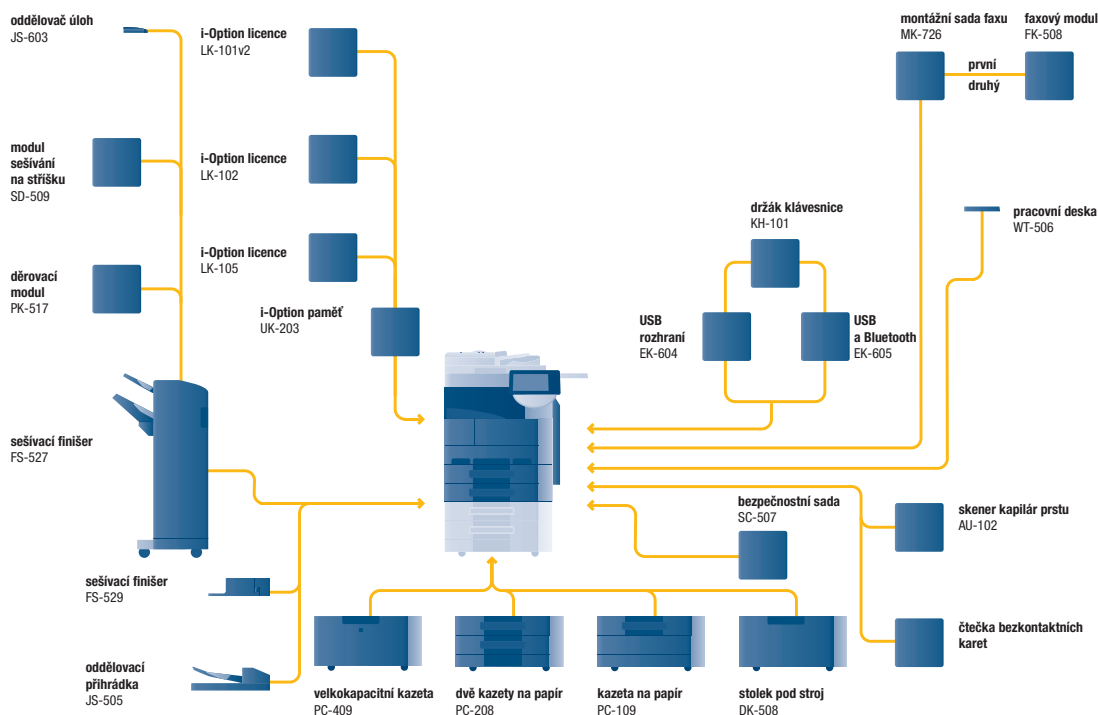 oddělovač úloh
JS-603
i-Option licence
LK-101v2
montážní sada faxu
MK-726
faxový modul
FK-508
první
druhý
modul
sešívání
na stříšku
SD-509
i-Option licence
LK-102
držák klávesnice
KH-101
pracovní deska
WT-506
děrovací
modul
PK-517
i-Option licence
LK-105
i-Option paměť
UK-203
USB
rozhraní
EK-604
USB
a Bluetooth
EK-605
sešívací finišer
FS-527
bezpečnostní sada
SC-507
skener kapilár prstu
AU-102
sešívací finišer
FS-529
čtečka bezkontaktních
karet
oddělovací
přihrádka
JS-505
velkokapacitní kazeta
PC-409
dvě kazety na papír
PC-208
kazeta na papír
PC-109
stolek pod stroj
DK-508